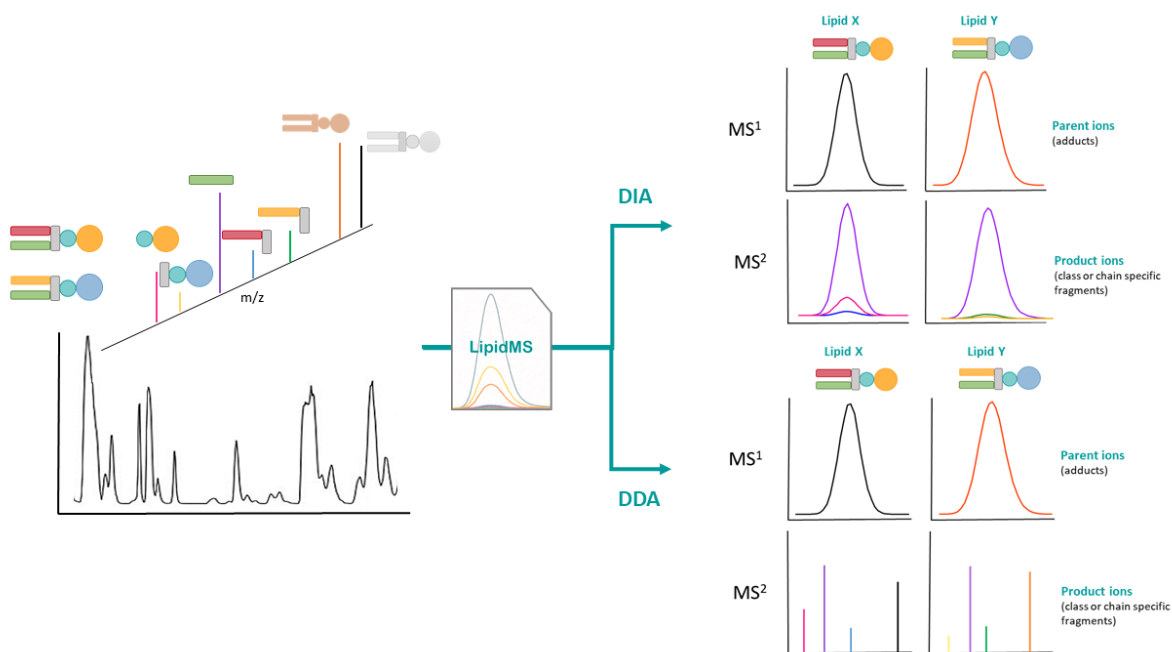 m/z
LipidMS
DIA
DDA
Lipid X
Lipid Y
MS¹
Parent ions
(adducts)
MS²
Product ions
(class or chain specific
fragments)
Lipid X
Lipid Y
MS¹
Parent ions
(adducts)
MS²
Product ions
(class or chain specific
fragments)